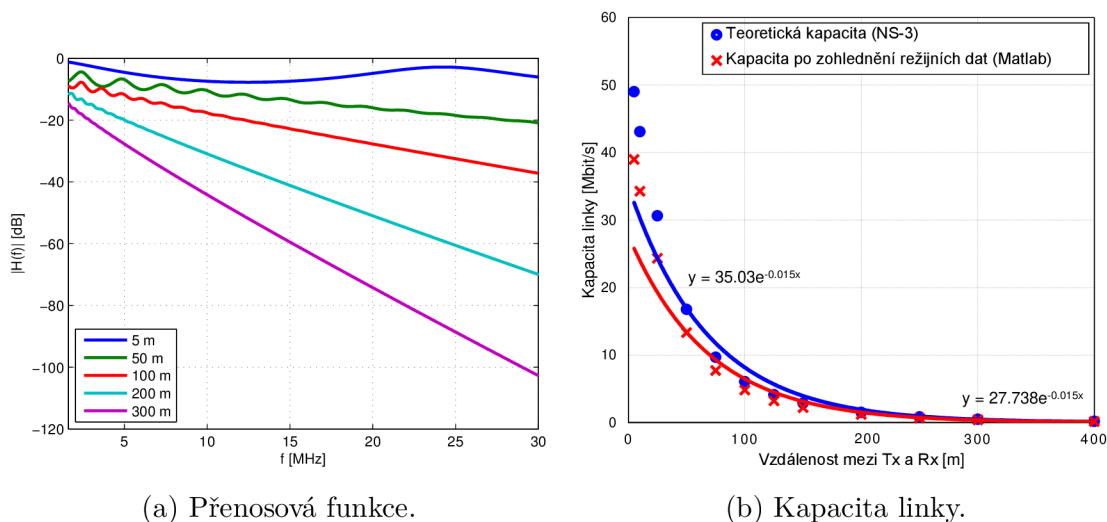 0
−20
−40
−60
−80
−100
−120
|H(f)| [dB]
5 m
50 m
100 m
200 m
300 m
5
10
15
20
25
30
f [MHz]
(a) Přenosová funkce.
60
50
40
30
20
10
0
Kapacita linky [Mbit/s]
Teoretická kapacita (NS-3)
Kapacita po zohlednění režijních dat (Matlab)
y = 35.03e-0.015x
y = 27.738e-0.015x
0
100
200
300
400
Vzdálenost mezi Tx a Rx [m]
(b) Kapacita linky.